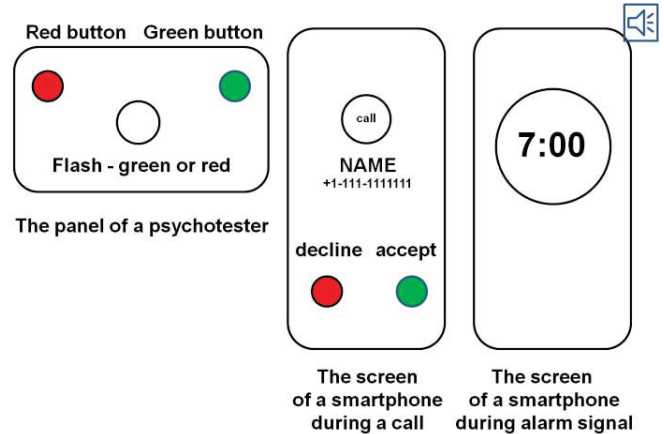 Red button Green button
Flash - green or red
The panel of a psychotester
call
NAME
+1-111-1111111
decline accept
The screen
of a smartphone
during a call
7:00
The screen
of a smartphone
during alarm signal